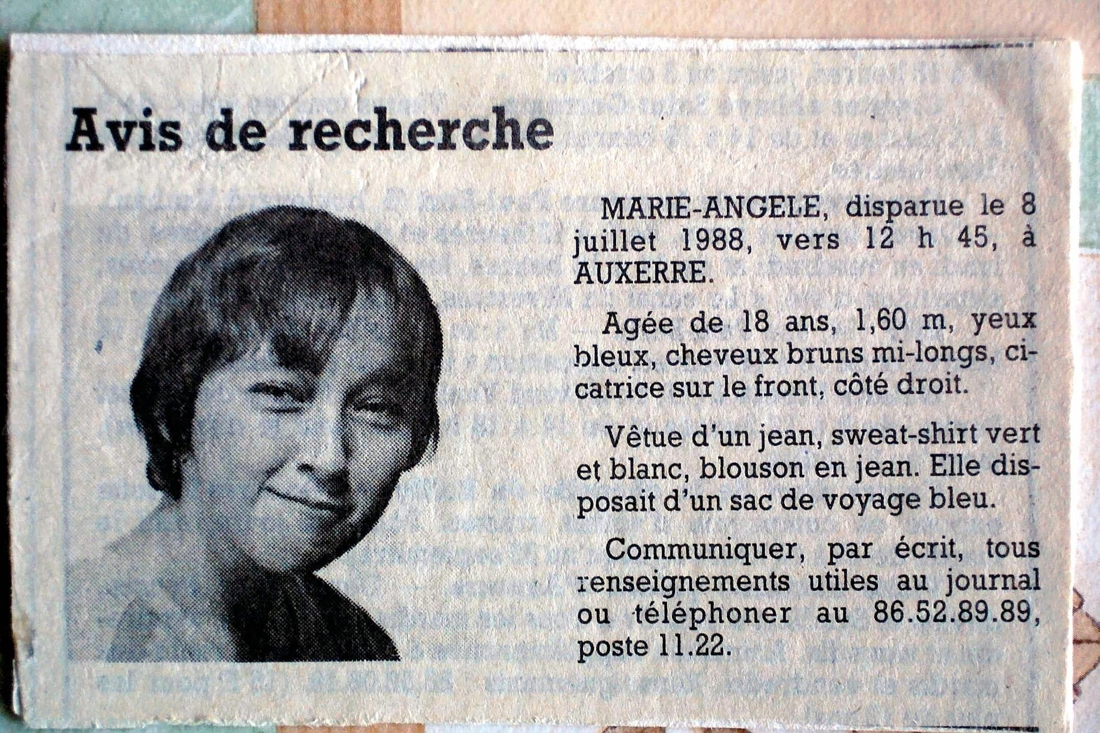 Avis de recherche
MARIE-ANGELE, disparue le 8
juillet 1988, vers 12 h 45, à
AUXERRE.
Agée de 18 ans, 1,60 m, yeux
bleux, cheveux bruns mi-longs, ci-
catrice sur le front, côté droit.
Vêtue d'un jean, sweat-shirt vert
et blanc, blouson en jean. Elle dis-
posait d'un sac de voyage bleu.
Communiquer, par écrit, tous
renseignements utiles au journal
ou téléphoner au 86.52.89.89,
poste 11.22.